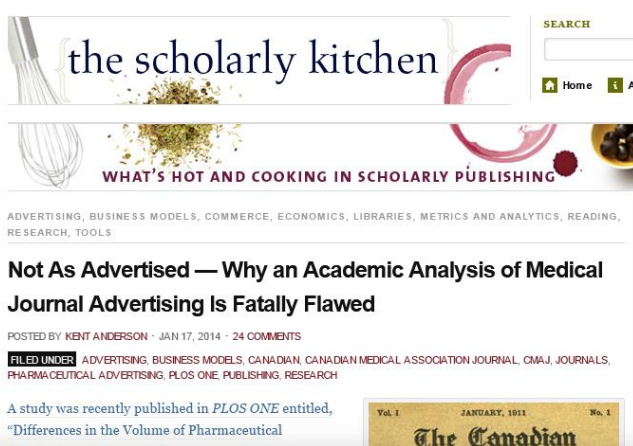 the scholarly kitchen
SEARCH
Home
WHAT'S HOT AND COOKING IN SCHOLARLY PUBLISHING
ADVERTISING, BUSINESS MODELS, COMMERCE, ECONOMICS, LIBRARIES, METRICS AND ANALYTICS, READING,
RESEARCH, TOOLS
Not As Advertised — Why an Academic Analysis of Medical
Journal Advertising Is Fatally Flawed
POSTED BY KENT ANDERSON · JAN 17, 2014 · 24 COMMENTS
FILED UNDER ADVERTISING, BUSINESS MODELS, CANADIAN, CANADIAN MEDICAL ASSOCIATION JOURNAL, CMAJ, JOURNALS,
PHARMACEUTICAL ADVERTISING, PLOS ONE, PUBLISHING, RESEARCH
A study was recently published in PLOS ONE entitled,
“Differences in the Volume of Pharmaceutical
Vol. I JANUARY, 1911 No. 1
The Canadian